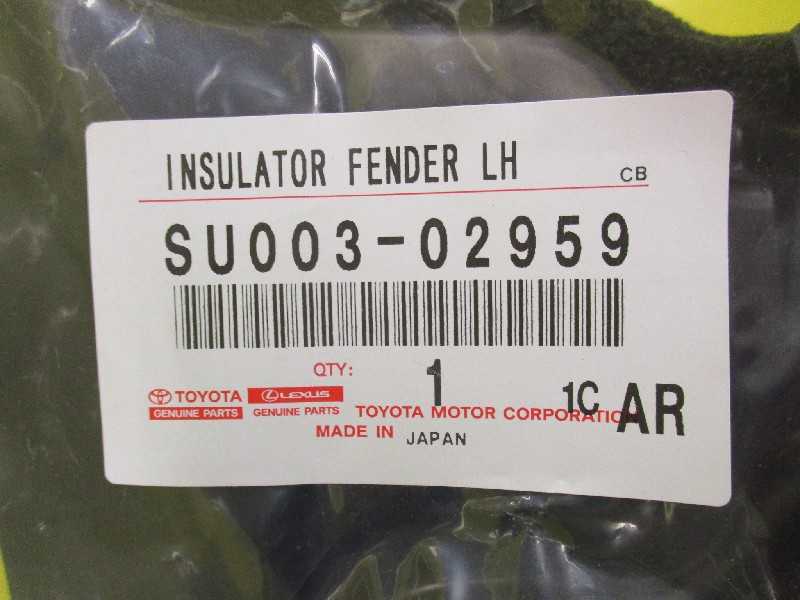 INSULATOR FENDER LH CB
SU003-02959
QTY: 1 1C AR
TOYOTA LEXUS
GENUINE PARTS GENUINE PARTS TOYOTA MOTOR CORPORATION
MADE IN JAPAN